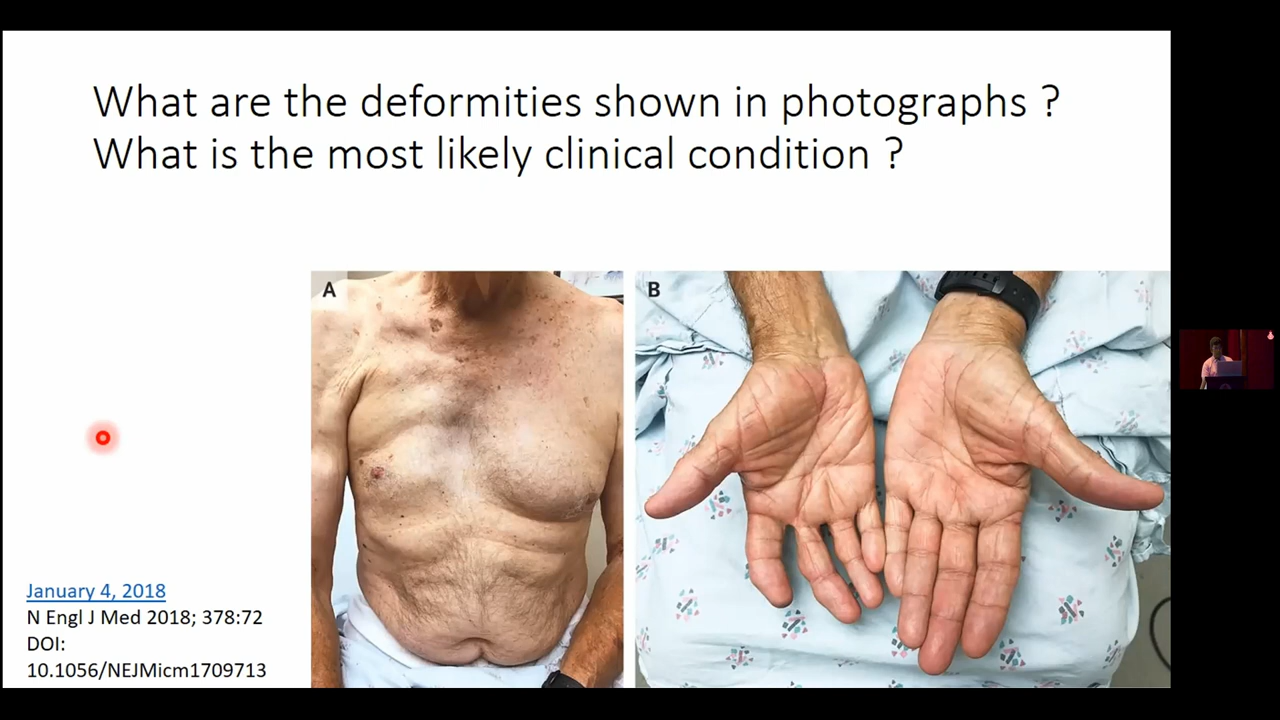 What are the deformities shown in photographs ?
What is the most likely clinical condition ?
A
B
January 4, 2018
N Engl J Med 2018; 378:72
DOI:
10.1056/NEJMicm1709713